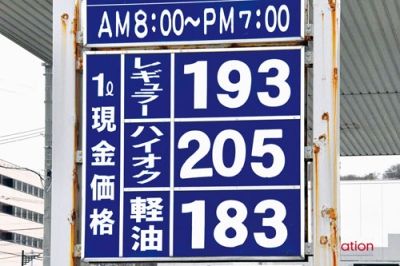 AM8:00～PM7:00
1ℓ現金価格
レギュラー 193
ハイオク 205
軽油 183
ation